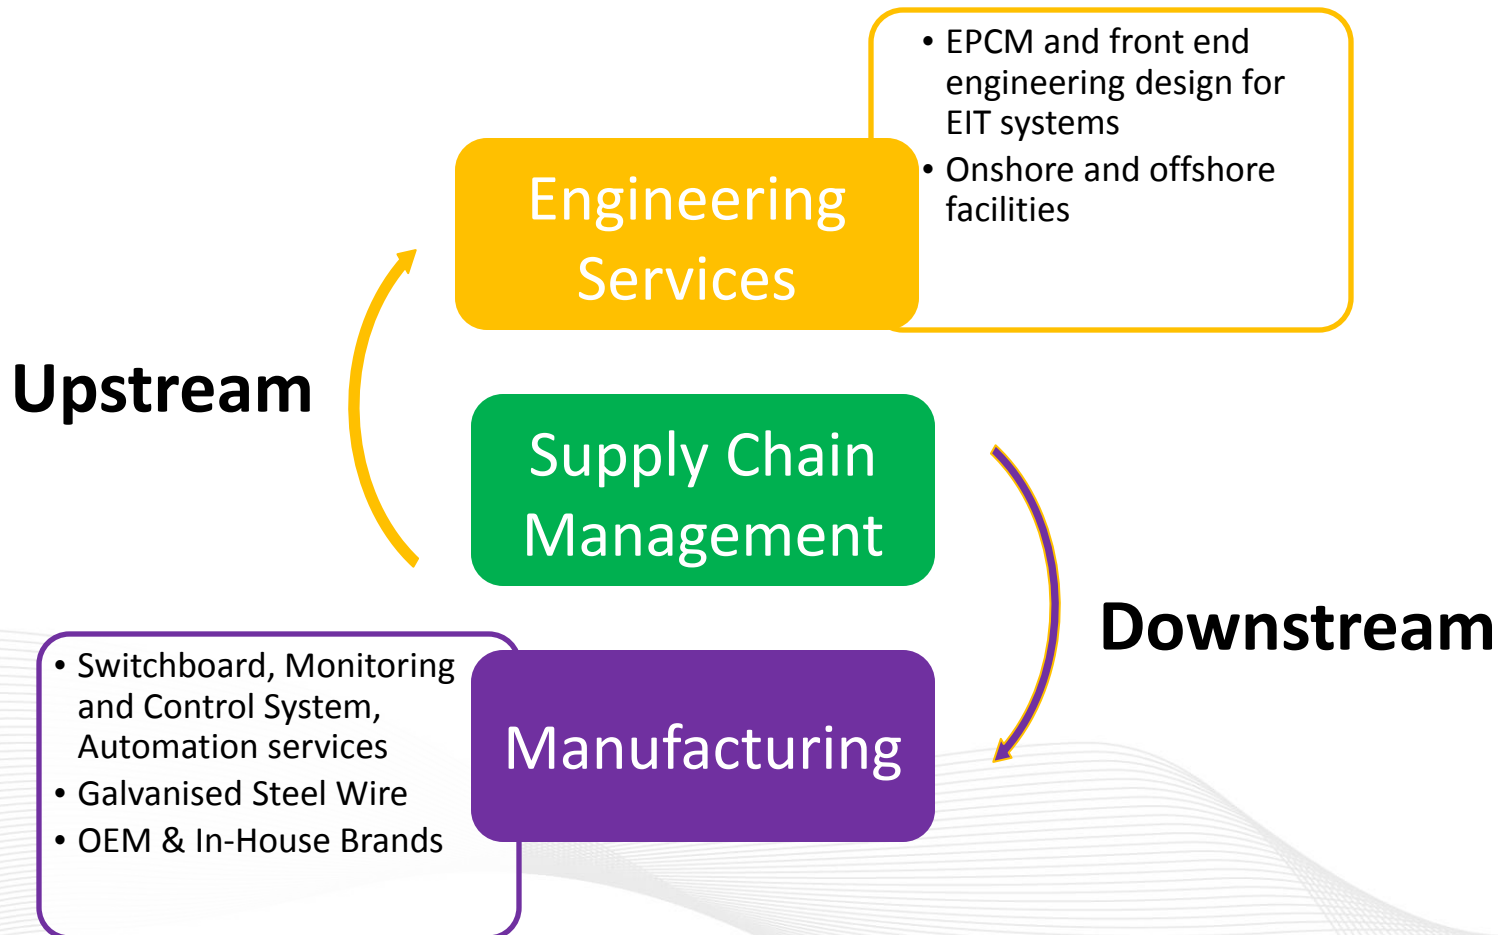 • EPCM and front end
engineering design for
EIT systems
• Onshore and offshore
facilities
Engineering
Services
Upstream
Supply Chain
Management
Downstream
• Switchboard, Monitoring
and Control System,
Automation services
• Galvanised Steel Wire
• OEM & In-House Brands
Manufacturing